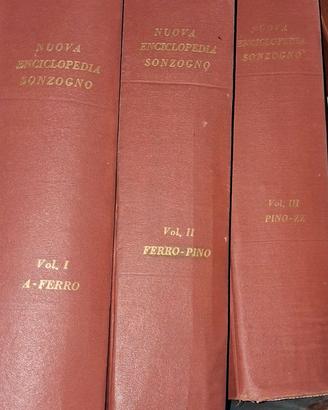 NUOVA
ENCICLOPEDIA
SONZOGNO
Vol. I
A-FERRO
NUOVA
ENCICLOPEDIA
SONZOGNO
Vol. II
FERRO-PINO
NUOVA
ENCICLOPEDIA
SONZOGNO
Vol. III
PINO-ZZ